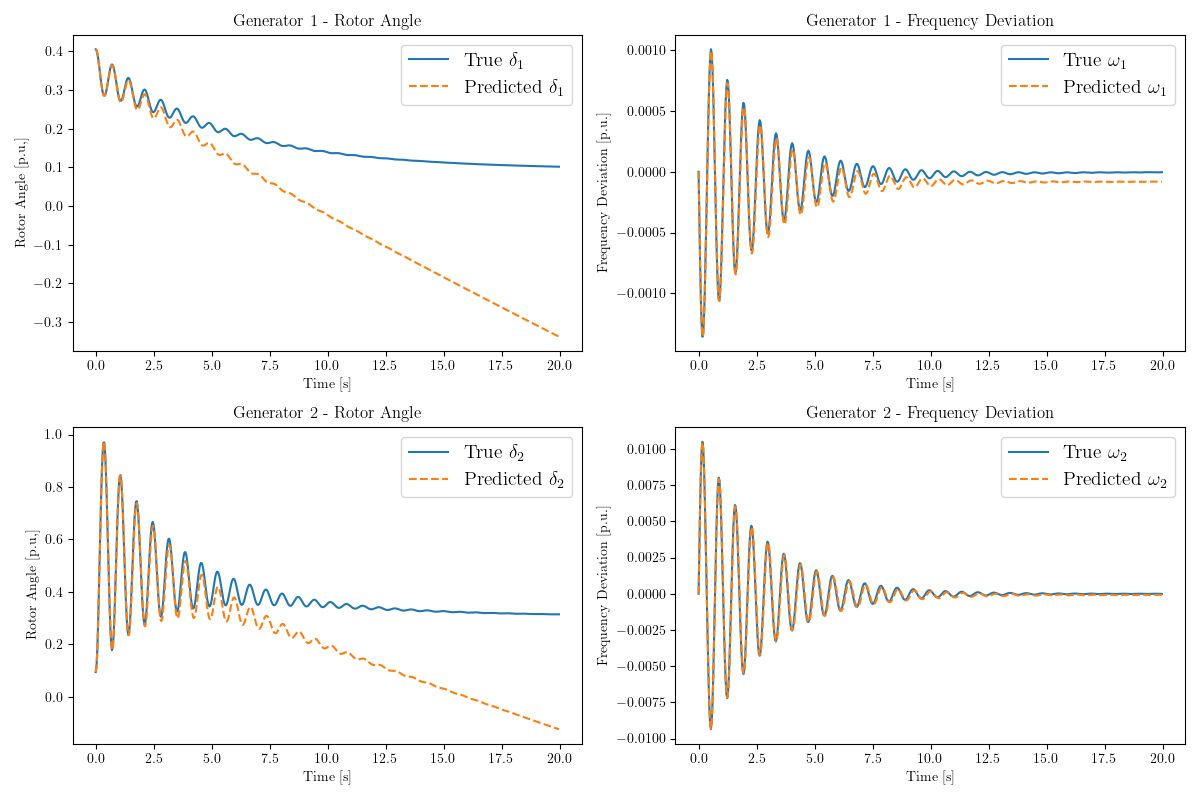 Generator 1 - Rotor Angle
True δ₁
Predicted δ₁
Rotor Angle [p.u,]
0.4
0.3
0.2
0.1
0.0
−0.1
−0.2
−0.3
0.0 2.5 5.0 7.5 10.0 12.5 15.0 17.5 20.0
Time [s]
Generator 1 - Frequency Deviation
True ω₁
Predicted ω₁
Frequency Deviation [p.u.]
0.0010
0.0005
0.0000
−0.0005
−0.0010
0.0 2.5 5.0 7.5 10.0 12.5 15.0 17.5 20.0
Time [s]
Generator 2 - Rotor Angle
True δ₂
Predicted δ₂
Rotor Angle [p.u,]
1.0
0.8
0.6
0.4
0.2
0.0
0.0 2.5 5.0 7.5 10.0 12.5 15.0 17.5 20.0
Time [s]
Generator 2 - Frequency Deviation
True ω₂
Predicted ω₂
Frequency Deviation [p.u.]
0.0100
0.0075
0.0050
0.0025
0.0000
−0.0025
−0.0050
−0.0075
−0.0100
0.0 2.5 5.0 7.5 10.0 12.5 15.0 17.5 20.0
Time [s]